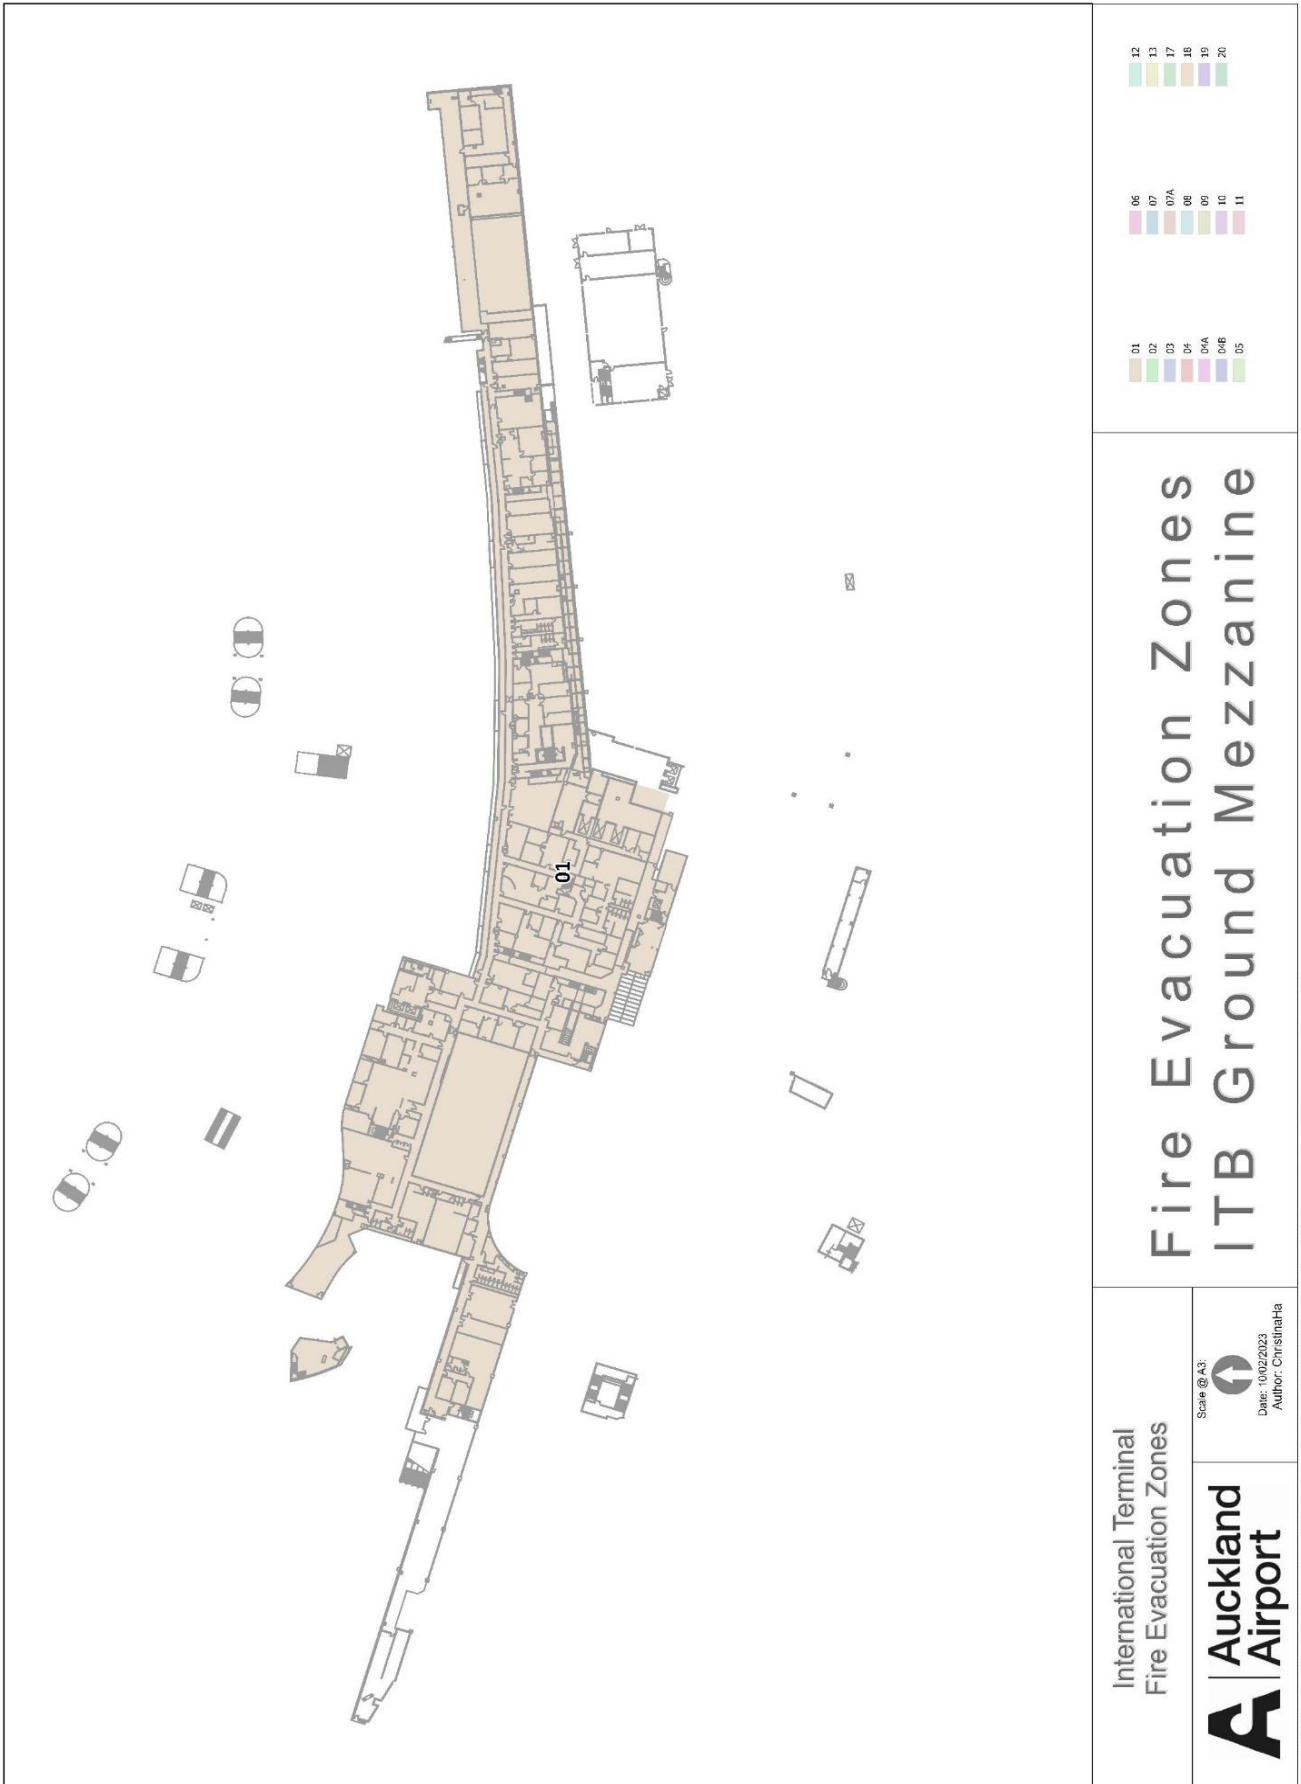 01
International Terminal
Fire Evacuation Zones
Auckland
Airport
Scale @ A3:
Date: 10/02/2023
Author: ChristinaHa
Fire Evacuation Zones
ITB Ground Mezzanine
01
02
03
04
04A
04B
05
06
07
07A
08
09
10
11
12
13
17
18
19
20